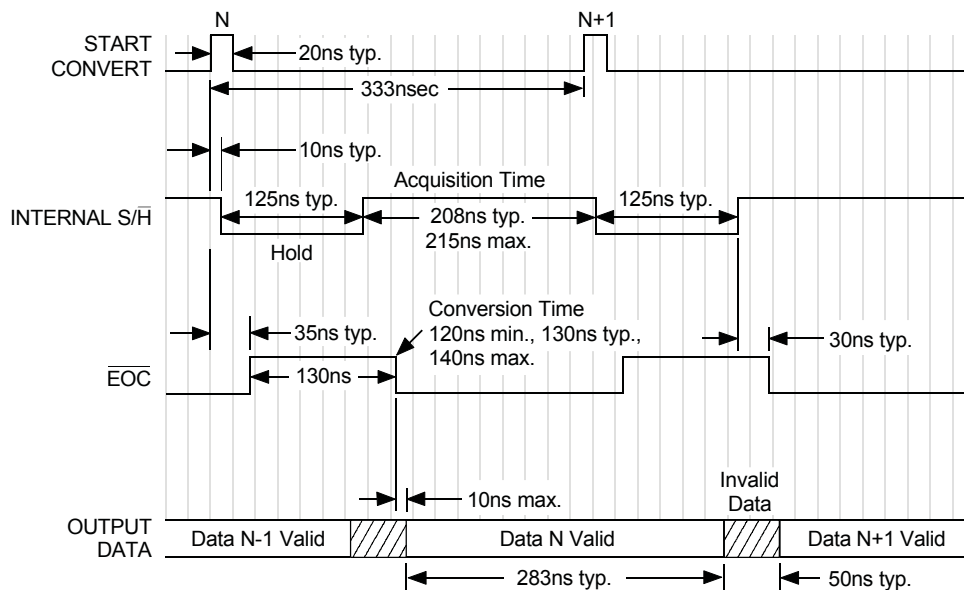 N
N+1
START
CONVERT
20ns typ.
333nsec
10ns typ.
Acquisition Time
INTERNAL S/H̅
125ns typ.
208ns typ.
215ns max.
125ns typ.
Hold
Conversion Time
120ns min., 130ns typ.,
140ns max.
35ns typ.
30ns typ.
E̅O̅C̅
130ns
Invalid
Data
10ns max.
OUTPUT
DATA
Data N-1 Valid
Data N Valid
Data N+1 Valid
283ns typ.
50ns typ.